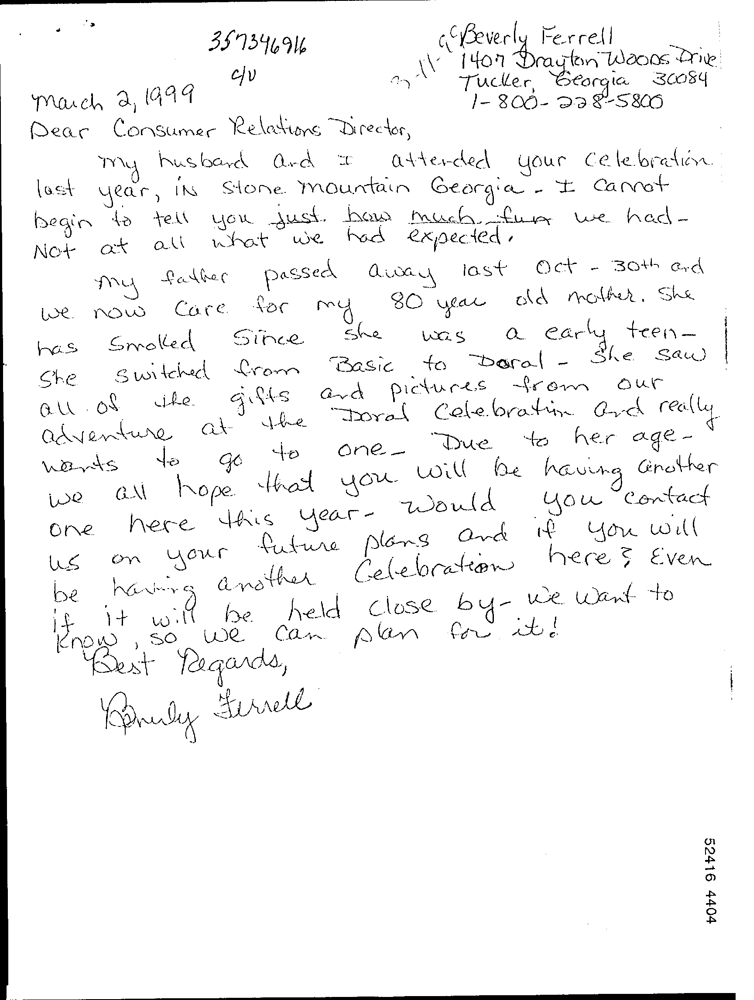 357346916
c/u
3-11-99
Beverly Ferrell
1407 Drayton Woods Drive
Tucker, Georgia 30084
1-800-228-5800
March 2, 1999
Dear Consumer Relations Director,
My husband and I attended your celebration
last year, in Stone Mountain Georgia - I cannot
begin to tell you just how much fun we had -
Not at all what we had expected.
My father passed away last Oct - 30th and
we now care for my 80 year old mother. She
has smoked since she was a early teen -
She switched from Basic to Doral - She saw
all of the gifts and pictures from our
adventure at the Doral Celebration and really
wants to go to one - Due to her age -
we all hope that you will be having another
one here this year - Would you contact
us on your future plans and if you will
be having another Celebration here? Even
if it will be held close by - we want to
know, so we can plan for it!
Best Regards,
Beverly Ferrell
52416 4404